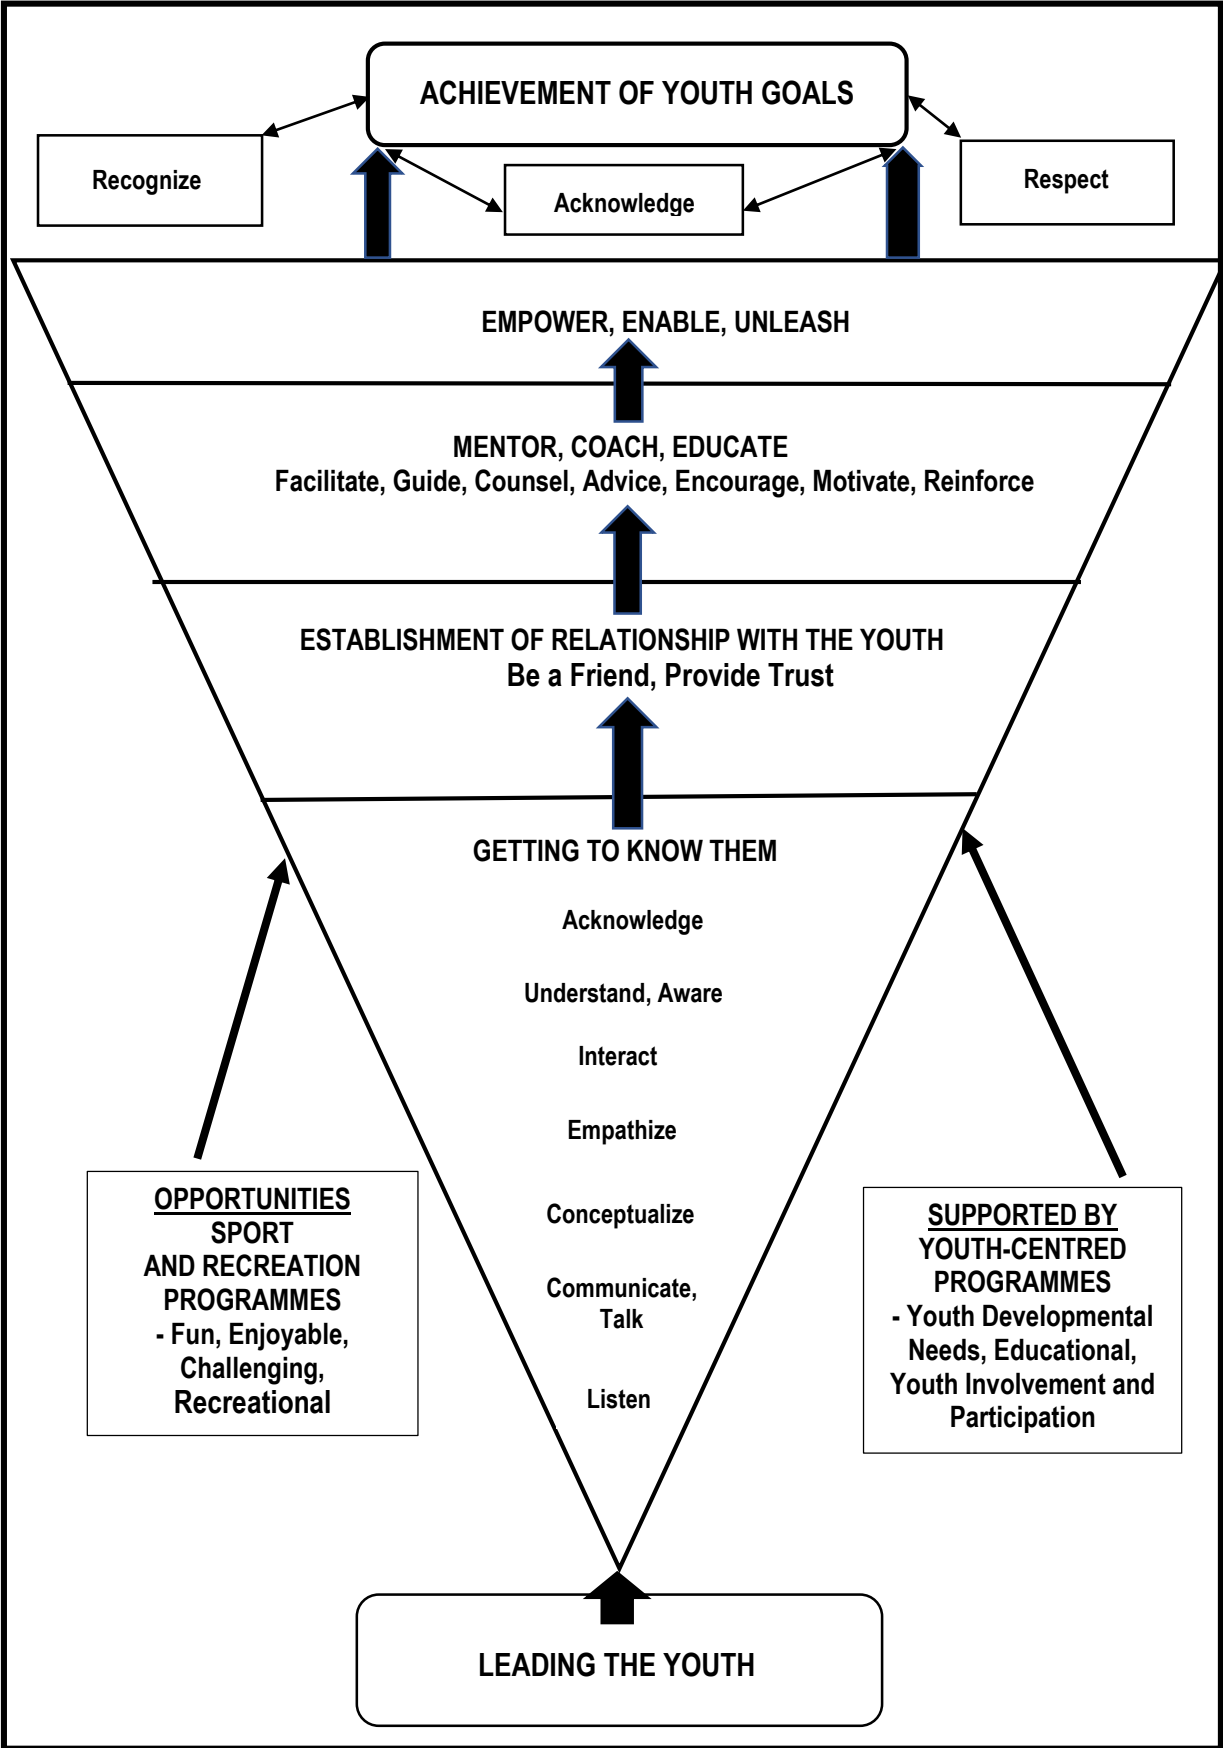 ACHIEVEMENT OF YOUTH GOALS
Recognize
Acknowledge
Respect
EMPOWER, ENABLE, UNLEASH
MENTOR, COACH, EDUCATE
Facilitate, Guide, Counsel, Advice, Encourage, Motivate, Reinforce
ESTABLISHMENT OF RELATIONSHIP WITH THE YOUTH
Be a Friend, Provide Trust
GETTING TO KNOW THEM
Acknowledge
Understand, Aware
Interact
Empathize
Conceptualize
Communicate,
Talk
Listen
OPPORTUNITIES
SPORT
AND RECREATION
PROGRAMMES
- Fun, Enjoyable,
Challenging,
Recreational
SUPPORTED BY
YOUTH-CENTRED
PROGRAMMES
- Youth Developmental
Needs, Educational,
Youth Involvement and
Participation
LEADING THE YOUTH